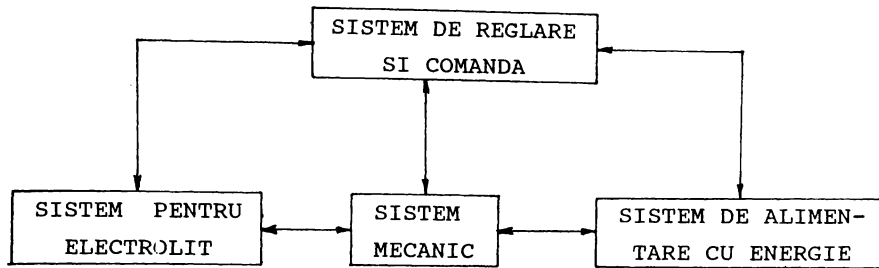 SISTEM DE REGLARE
SI COMANDA
SISTEM PENTRU
ELECTROLIT
SISTEM
MECANIC
SISTEM DE ALIMEN-
TARE CU ENERGIE